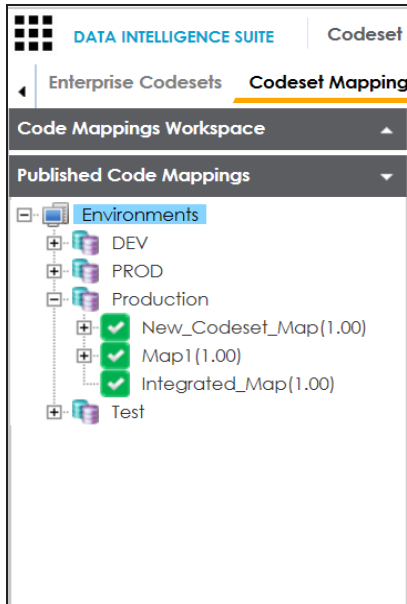 DATA INTELLIGENCE SUITE Codeset
Enterprise Codesets Codeset Mapping
Code Mappings Workspace
Published Code Mappings
Environments
DEV
PROD
Production
New_Codeset_Map(1.00)
Map1(1.00)
Integrated_Map(1.00)
Test